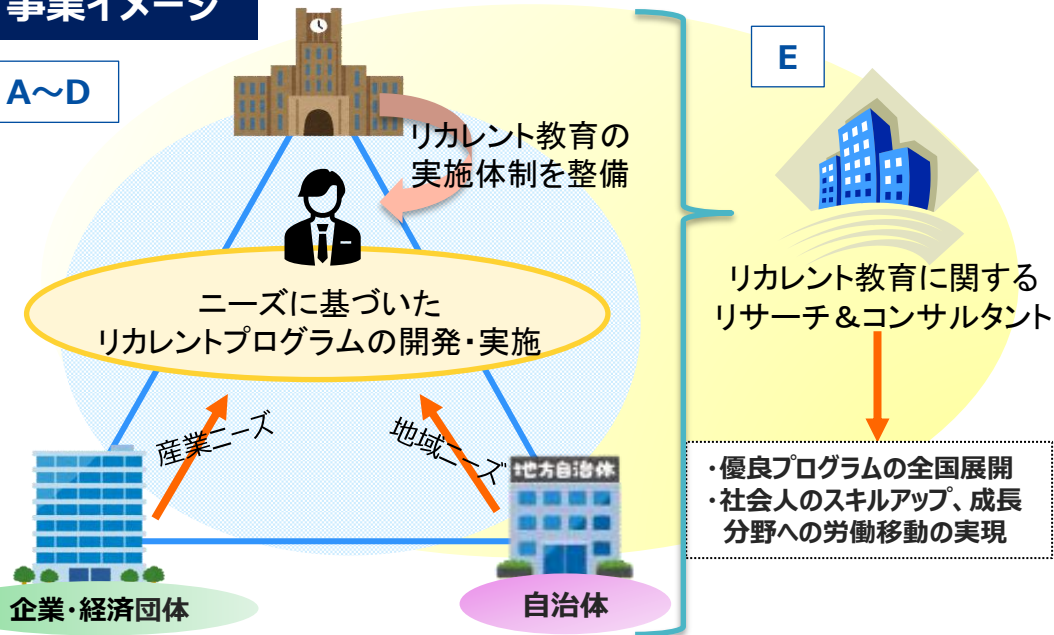 事業イメージ
A～D
リカレント教育の
実施体制を整備
ニーズに基づいた
リカレントプログラムの開発・実施
産業ニーズ
地域ニーズ
地方自治体
企業・経済団体
自治体
E
リカレント教育に関する
リサーチ＆コンサルタント
・優良プログラムの全国展開
・社会人のスキルアップ、成長
分野への労働移動の実現